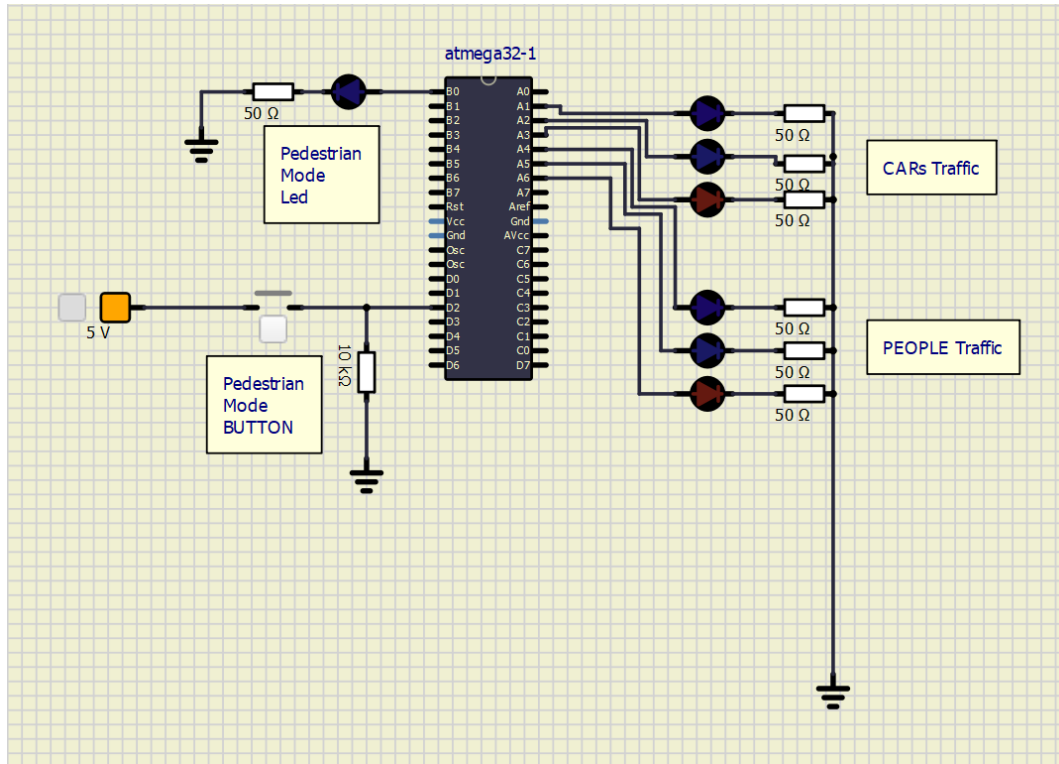 atmega32-1
50 Ω
Pedestrian
Mode
Led
B0
B1
B2
B3
B4
B5
B6
B7
Rst
Vcc
Gnd
Osc
Osc
D0
D1
D2
D3
D4
D5
D6
A0
A1
A2
A3
A4
A5
A6
A7
Aref
Gnd
AVcc
C7
C6
C5
C4
C3
C2
C1
C0
D7
50 Ω
50 Ω
50 Ω
CARs Traffic
50 Ω
50 Ω
50 Ω
PEOPLE Traffic
5 V
10 kΩ
Pedestrian
Mode
BUTTON